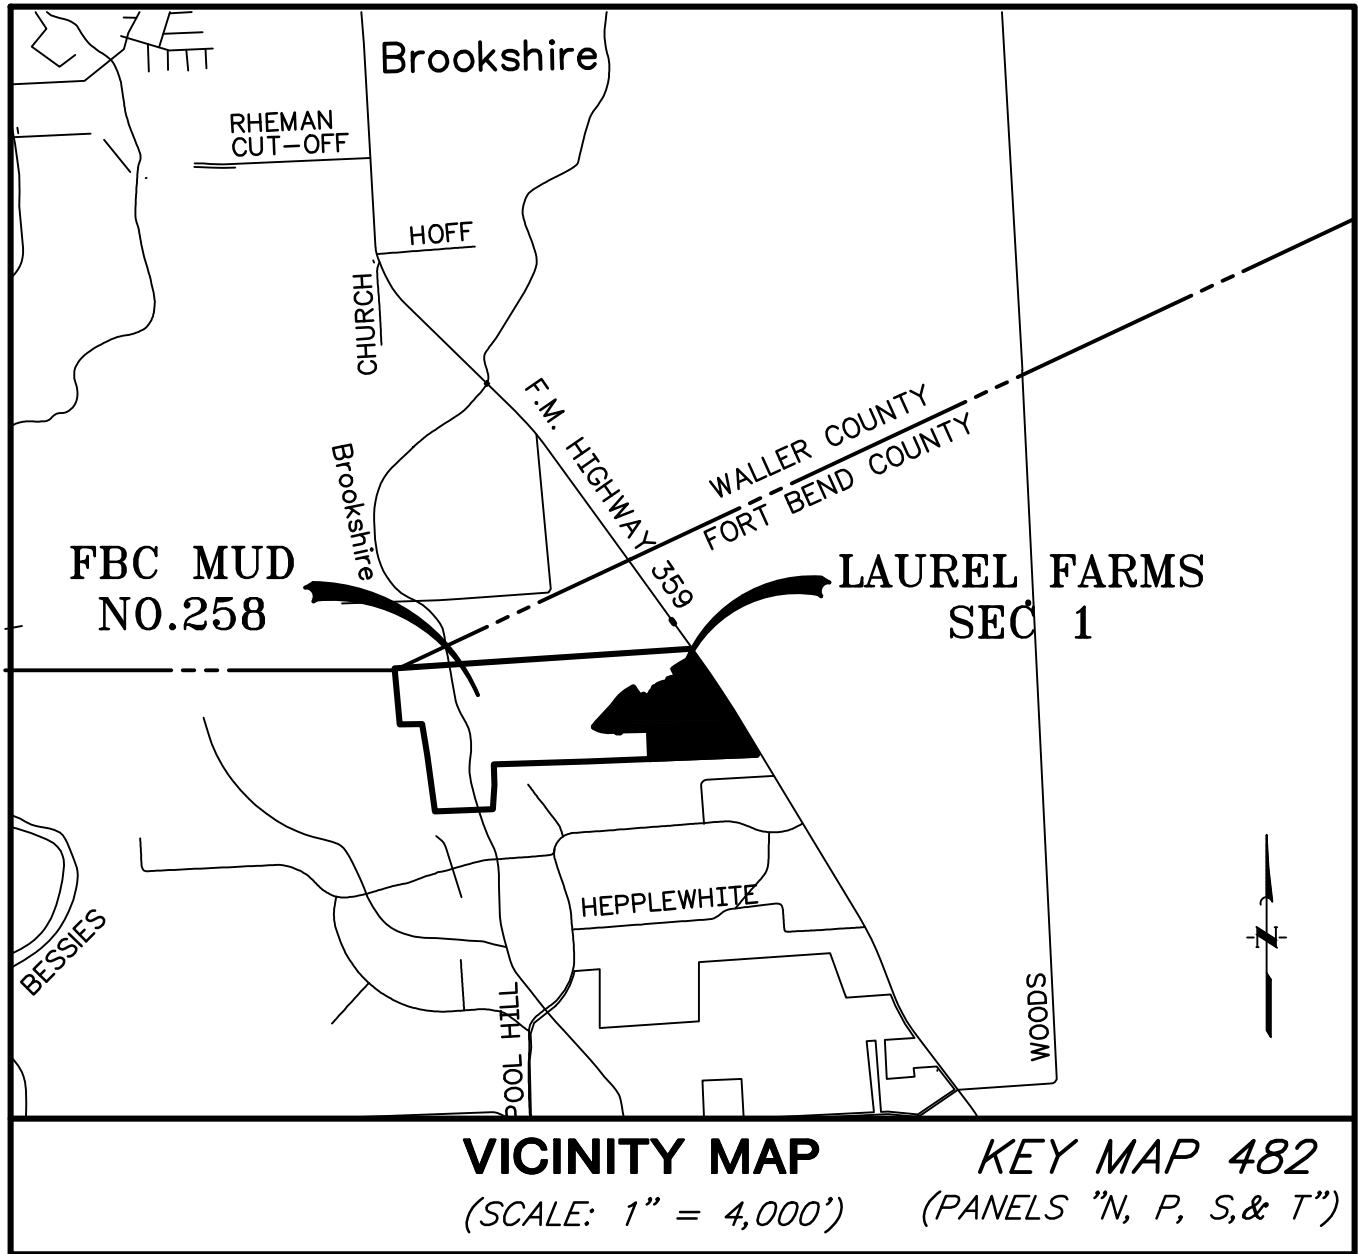 Brookshire
RHEMAN
CUT-OFF
HOFF
CHURCH
F.M. HIGHWAY 359
WALLER COUNTY
FORT BEND COUNTY
Brookshire
FBC MUD
NO.258
LAUREL FARMS
SEC 1
HEPPLEWHITE
BESSIES
POOL HILL
WOODS
N
VICINITY MAP
(SCALE: 1" = 4,000')
KEY MAP 482
(PANELS "N, P, S,& T")